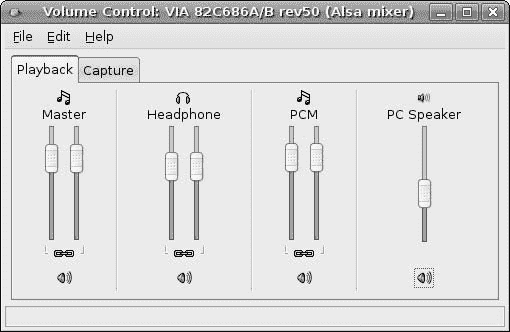 Volume Control: VIA 82C686A/B rev50 (Alsa mixer)
File Edit Help
Playback Capture
Master Headphone PCM PC Speaker